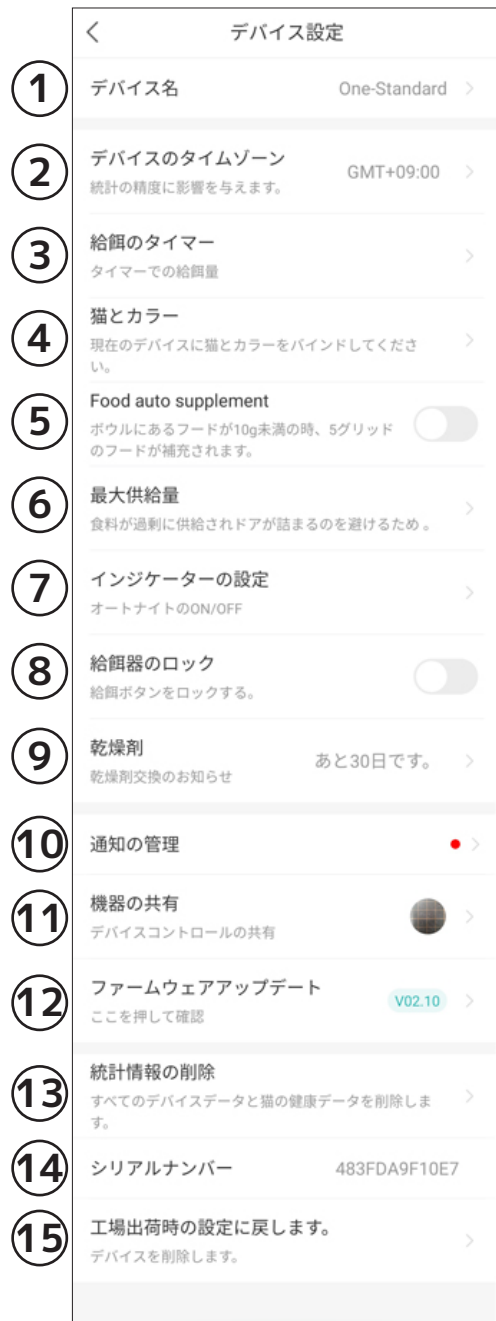 デバイス設定
① デバイス名 One-Standard
② デバイスのタイムゾーン GMT+09:00
統計の精度に影響を与えます。
③ 給餌のタイマー
タイマーでの給餌量
④ 猫とカラー
現在のデバイスに猫とカラーをバインドしてくださ
い。
⑤ Food auto supplement
ボウルにあるフードが10g未満の時、5グリッド
のフードが補充されます。
⑥ 最大供給量
食料が過剰に供給されドアが詰まるのを避けるため 。
⑦ インジケーターの設定
オートナイトのON/OFF
⑧ 給餌器のロック
給餌ボタンをロックする。
⑨ 乾燥剤 あと30日です。
乾燥剤交換のお知らせ
⑩ 通知の管理
⑪ 機器の共有
デバイスコントロールの共有
⑫ ファームウェアアップデート V02.10
ここを押して確認
⑬ 統計情報の削除
すべてのデバイスデータと猫の健康データを削除しま
す。
⑭ シリアルナンバー 483FDA9F10E7
⑮ 工場出荷時の設定に戻します。
デバイスを削除します。